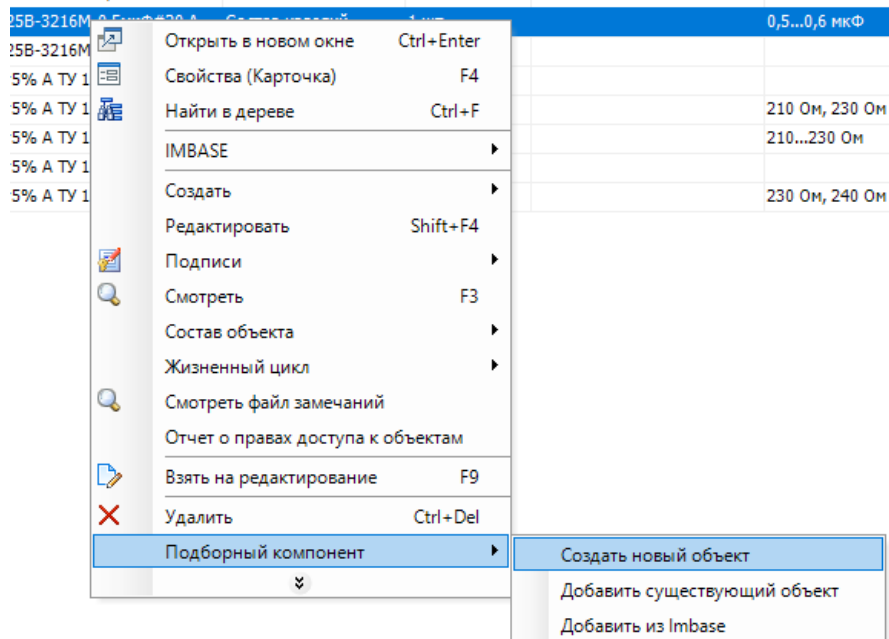 25В-3216М 0,5...0,6 мкФ
25В-3216М
5% А ТУ 1
5% А ТУ 1 210 Ом, 230 Ом
5% А ТУ 1 210...230 Ом
5% А ТУ 1
5% А ТУ 1 230 Ом, 240 Ом
Открыть в новом окне Ctrl+Enter
Свойства (Карточка) F4
Найти в дереве Ctrl+F
IMBASE
Создать
Редактировать Shift+F4
Подписи
Смотреть F3
Состав объекта
Жизненный цикл
Смотреть файл замечаний
Отчет о правах доступа к объектам
Взять на редактирование F9
Удалить Ctrl+Del
Подборный компонент
Создать новый объект
Добавить существующий объект
Добавить из Imbase